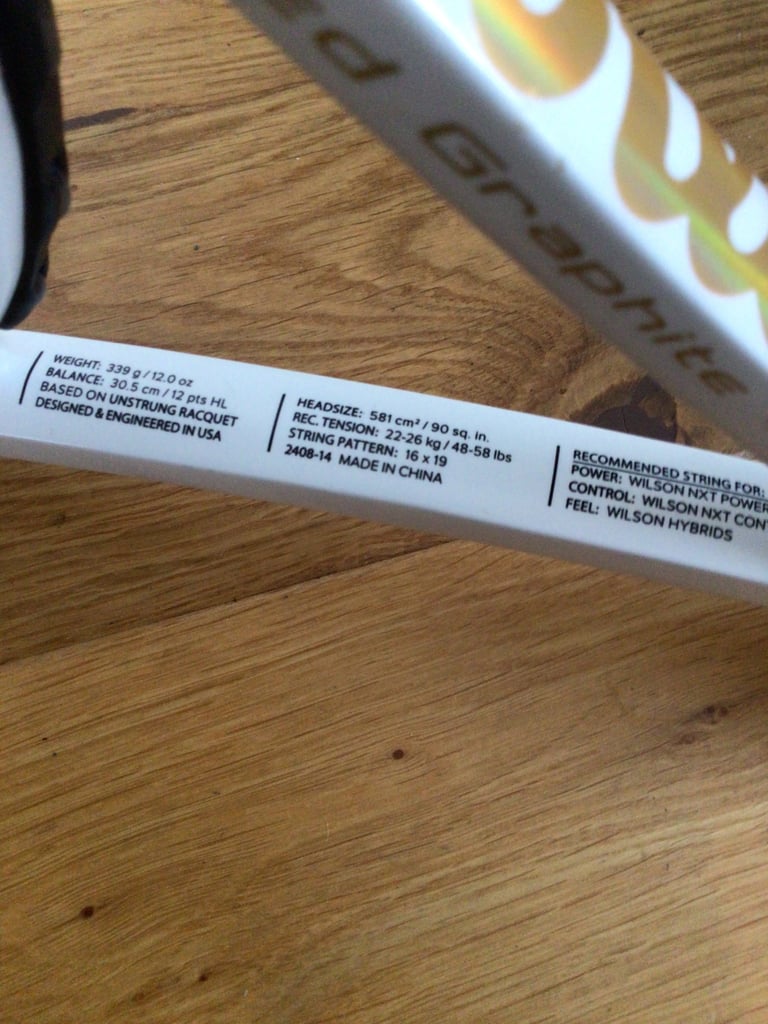 ed Graphite
WEIGHT: 339 g / 12.0 oz
BALANCE: 30.5 cm / 12 pts HL
BASED ON UNSTRUNG RACQUET
DESIGNED & ENGINEERED IN USA
HEADSIZE: 581 cm² / 90 sq. in.
REC. TENSION: 22-26 kg / 48-58 lbs
STRING PATTERN: 16 x 19
2408-14 MADE IN CHINA
RECOMMENDED STRING FOR:
POWER: WILSON NXT POWER
CONTROL: WILSON NXT CON
FEEL: WILSON HYBRIDS